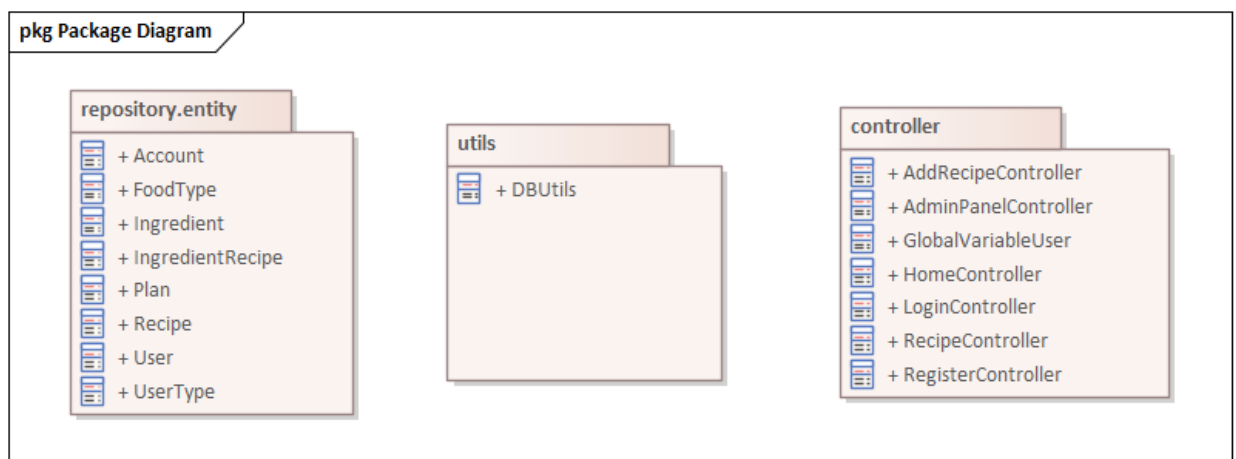 pkg Package Diagram
repository.entity
+ Account
+ FoodType
+ Ingredient
+ IngredientRecipe
+ Plan
+ Recipe
+ User
+ UserType
utils
+ DBUtils
controller
+ AddRecipeController
+ AdminPanelController
+ GlobalVariableUser
+ HomeController
+ LoginController
+ RecipeController
+ RegisterController